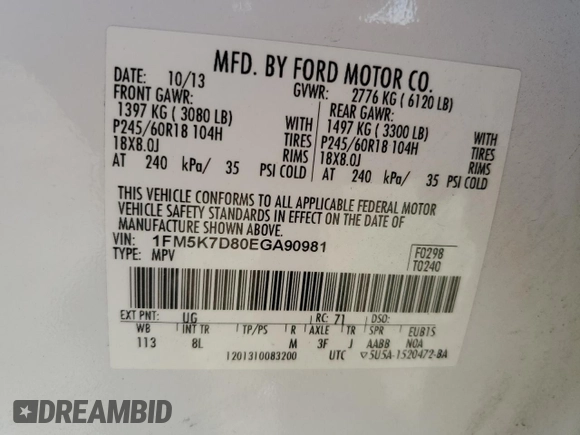 MFD. BY FORD MOTOR CO.
DATE: 10/13 GVWR: 2776 KG ( 6120 LB)
FRONT GAWR: REAR GAWR:
1397 KG ( 3080 LB) WITH 1497 KG ( 3300 LB) WITH
P245/60R18 104H TIRES P245/60R18 104H TIRES
18X8.0J RIMS 18X8.0J RIMS
AT 240 kPa/ 35 PSI COLD AT 240 kPa/ 35 PSI COLD
THIS VEHICLE CONFORMS TO ALL APPLICABLE FEDERAL MOTOR
VEHICLE SAFETY STANDARDS IN EFFECT ON THE DATE OF
MANUFACTURE SHOWN ABOVE.
VIN: 1FM5K7D80EGA90981 F0298
TYPE: MPV T0240
EXT PNT: UG RC: 71 DSO:
WB INT TR TP/PS R AXLE TR SPR EUB1S
113 8L M 3F J AABB NOA
1201310083200 UTC ▽5U5A-1520472-BA
DREAMBID